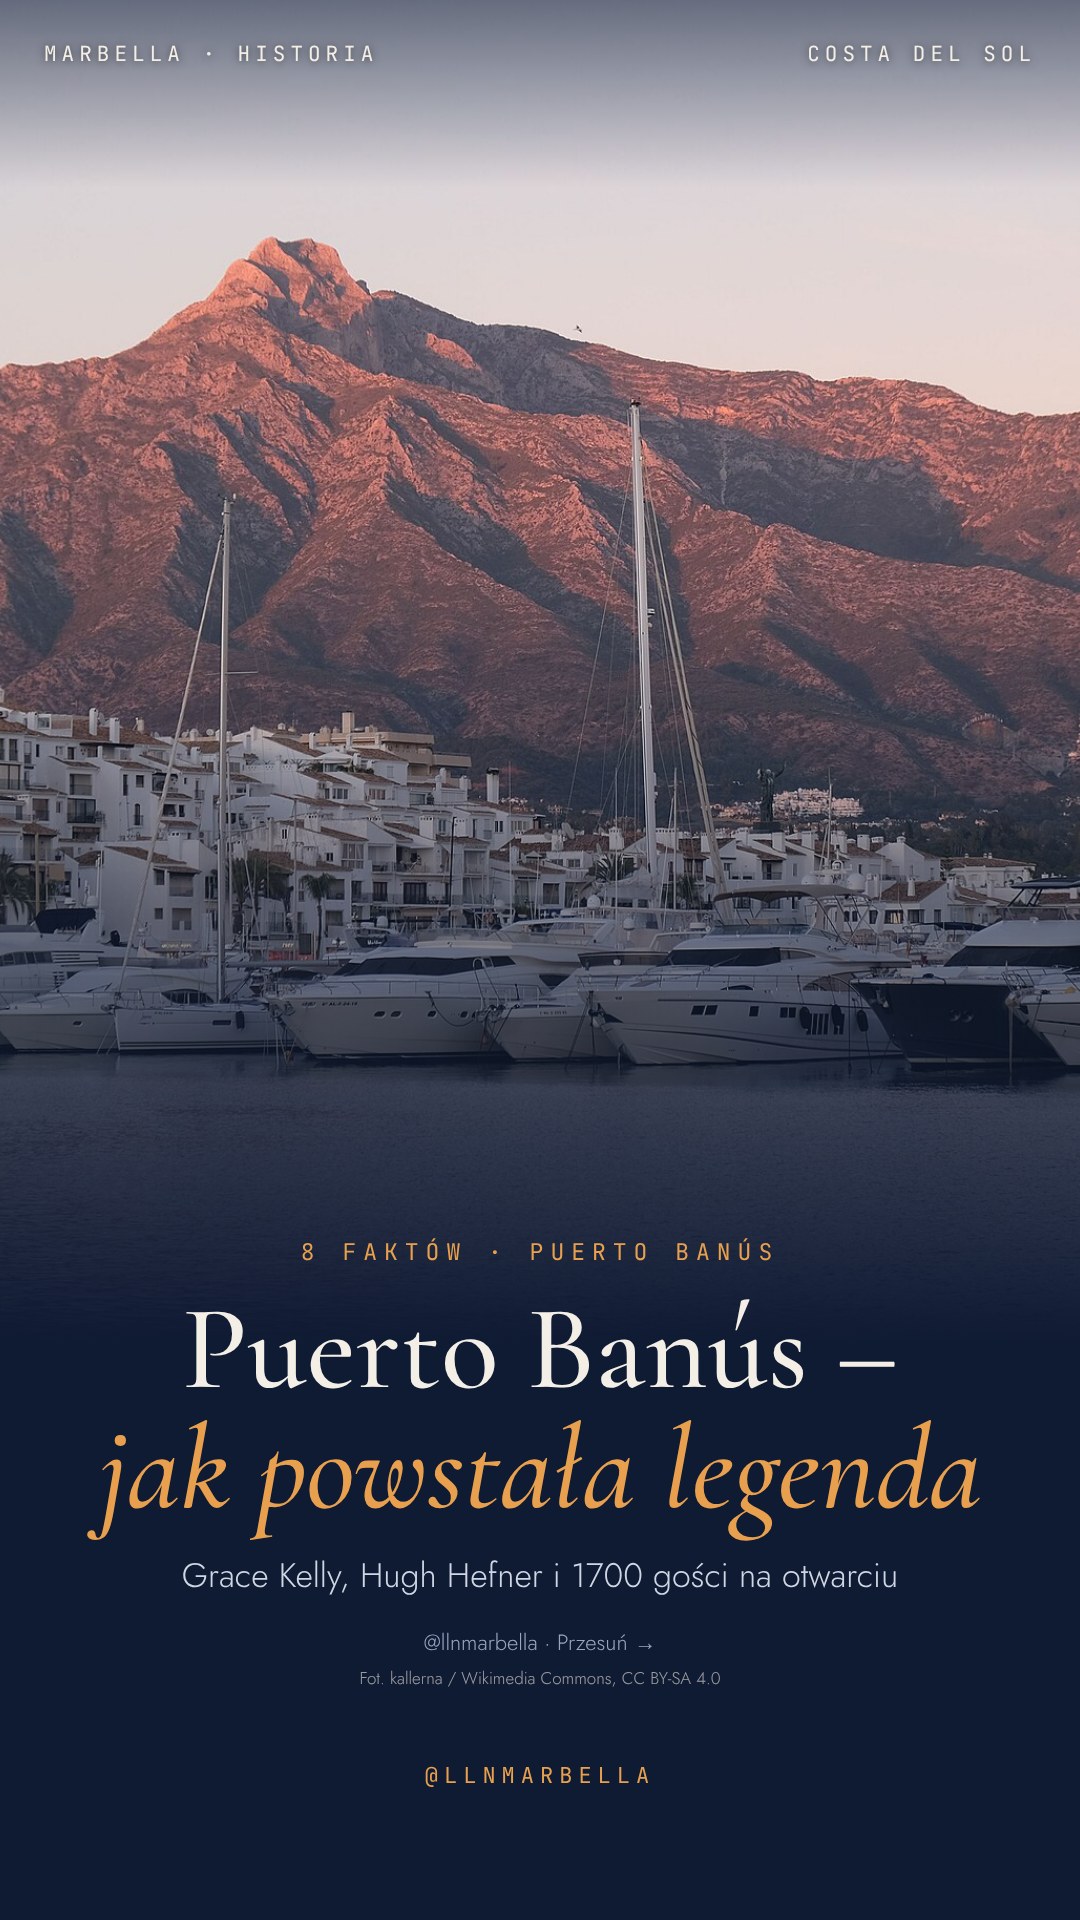 MARBELLA · HISTORIA
COSTA DEL SOL
8 FAKTÓW · PUERTO BANÚS
Puerto Banús –
jak powstała legenda
Grace Kelly, Hugh Hefner i 1700 gości na otwarciu
@llnmarbella · Przesuń →
Fot. kallerna / Wikimedia Commons, CC BY-SA 4.0
@LLNMARBELLA